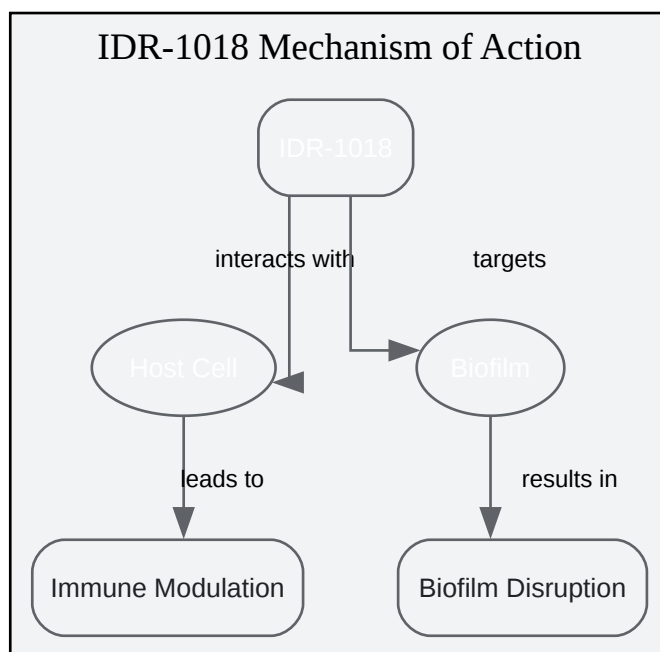 IDR-1018 Mechanism of Action
IDR-1018
interacts with
targets
Host Cell
Biofilm
leads to
results in
Immune Modulation
Biofilm Disruption